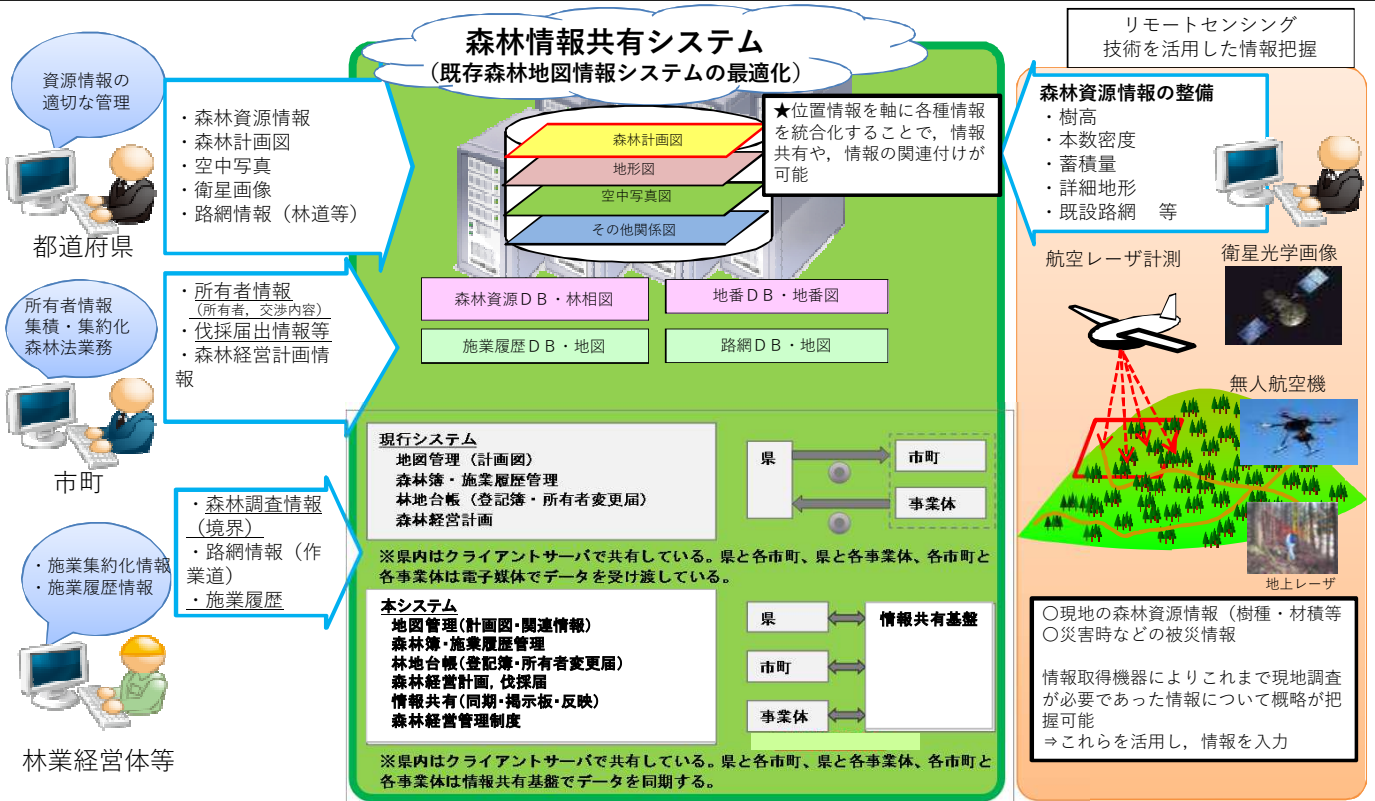 森林情報共有システム
（既存森林地図情報システムの最適化）
リモートセンシング
技術を活用した情報把握
資源情報の
適切な管理
・森林資源情報
・森林計画図
・空中写真
・衛星画像
・路網情報（林道等）
都道府県
森林計画図
地形図
空中写真図
その他関係図
★位置情報を軸に各種情報
を統合化することで，情報
共有や，情報の関連付けが
可能
森林資源情報の整備
・樹高
・本数密度
・蓄積量
・詳細地形
・既設路網　等
航空レーザ計測
衛星光学画像
無人航空機
地上レーザ
所有者情報
集積・集約化
森林法業務
・所有者情報
（所有者，交渉内容）
・伐採届出情報等
・森林経営計画情
報
市町
森林資源ＤＢ・林相図
地番ＤＢ・地番図
施業履歴ＤＢ・地図
路網ＤＢ・地図
現行システム
地図管理（計画図）
森林簿・施業履歴管理
林地台帳（登記簿・所有者変更届）
森林経営計画
県
市町
事業体
※県内はクライアントサーバで共有している。県と各市町、県と各事業体、各市町と
各事業体は電子媒体でデータを受け渡している。
・施業集約化情報
・施業履歴情報
・森林調査情報
（境界）
・路網情報（作
業道）
・施業履歴
林業経営体等
本システム
地図管理（計画図・関連情報）
森林簿・施業履歴管理
林地台帳（登記簿・所有者変更届）
森林経営計画，伐採届
情報共有（同期・掲示板・反映）
森林経営管理制度
県
市町
事業体
情報共有基盤
※県内はクライアントサーバで共有している。県と各市町、県と各事業体、各市町と
各事業体は情報共有基盤でデータを同期する。
〇現地の森林資源情報（樹種・材積等
〇災害時などの被災情報
情報取得機器によりこれまで現地調査
が必要であった情報について概略が把
握可能
⇒これらを活用し，情報を入力